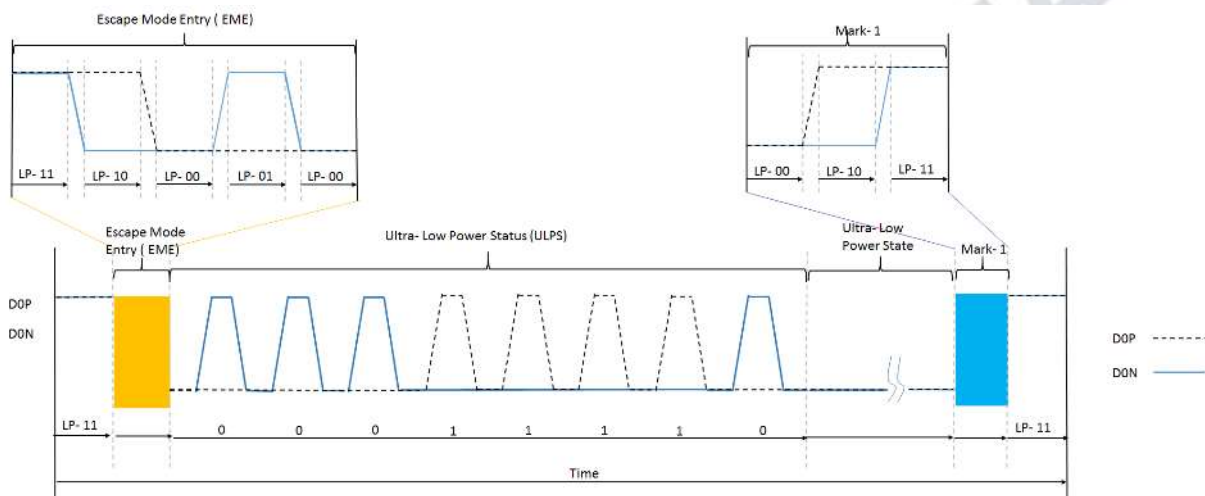 Escape Mode Entry ( EME)
Mark- 1
LP- 11 LP- 10 LP- 00 LP- 01 LP- 00
LP- 00 LP- 10 LP- 11
Escape Mode
Entry ( EME)
Ultra- Low Power Status (ULPS)
Ultra- Low
Power State
Mark- 1
D0P
D0N
D0P
D0N
LP- 11 0 0 0 1 1 1 1 0 LP- 11
Time